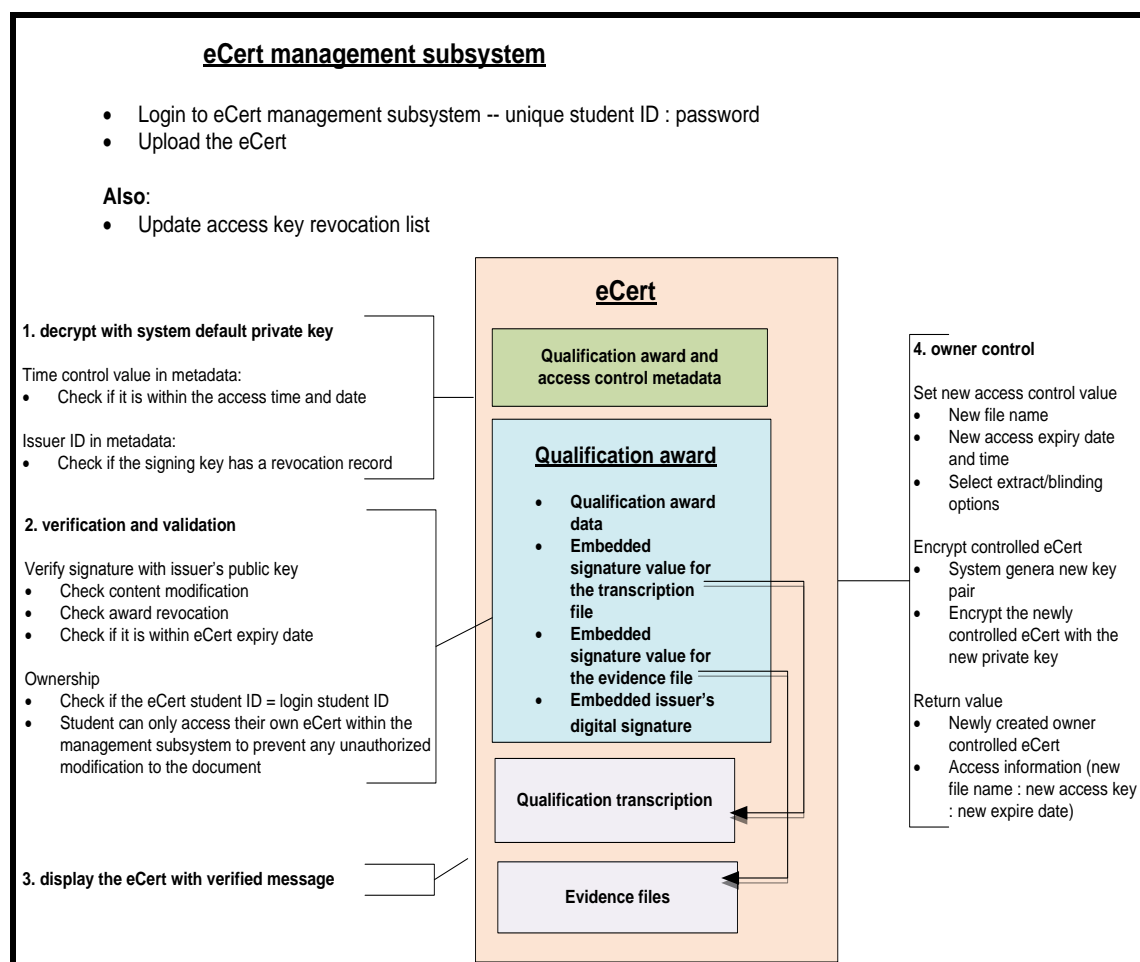 eCert management subsystem
• Login to eCert management subsystem -- unique student ID : password
• Upload the eCert
Also:
• Update access key revocation list
1. decrypt with system default private key
Time control value in metadata:
• Check if it is within the access time and date
Issuer ID in metadata:
• Check if the signing key has a revocation record
2. verification and validation
Verify signature with issuer's public key
• Check content modification
• Check award revocation
• Check if it is within eCert expiry date
Ownership
• Check if the eCert student ID = login student ID
• Student can only access their own eCert within the
management subsystem to prevent any unauthorized
modification to the document
3. display the eCert with verified message
eCert
Qualification award and
access control metadata
Qualification award
• Qualification award
data
• Embedded
signature value for
the transcription
file
• Embedded
signature value for
the evidence file
• Embedded issuer's
digital signature
Qualification transcription
Evidence files
4. owner control
Set new access control value
• New file name
• New access expiry date
and time
• Select extract/blinding
options
Encrypt controlled eCert
• System genera new key
pair
• Encrypt the newly
controlled eCert with the
new private key
Return value
• Newly created owner
controlled eCert
• Access information (new
file name : new access key
: new expire date)